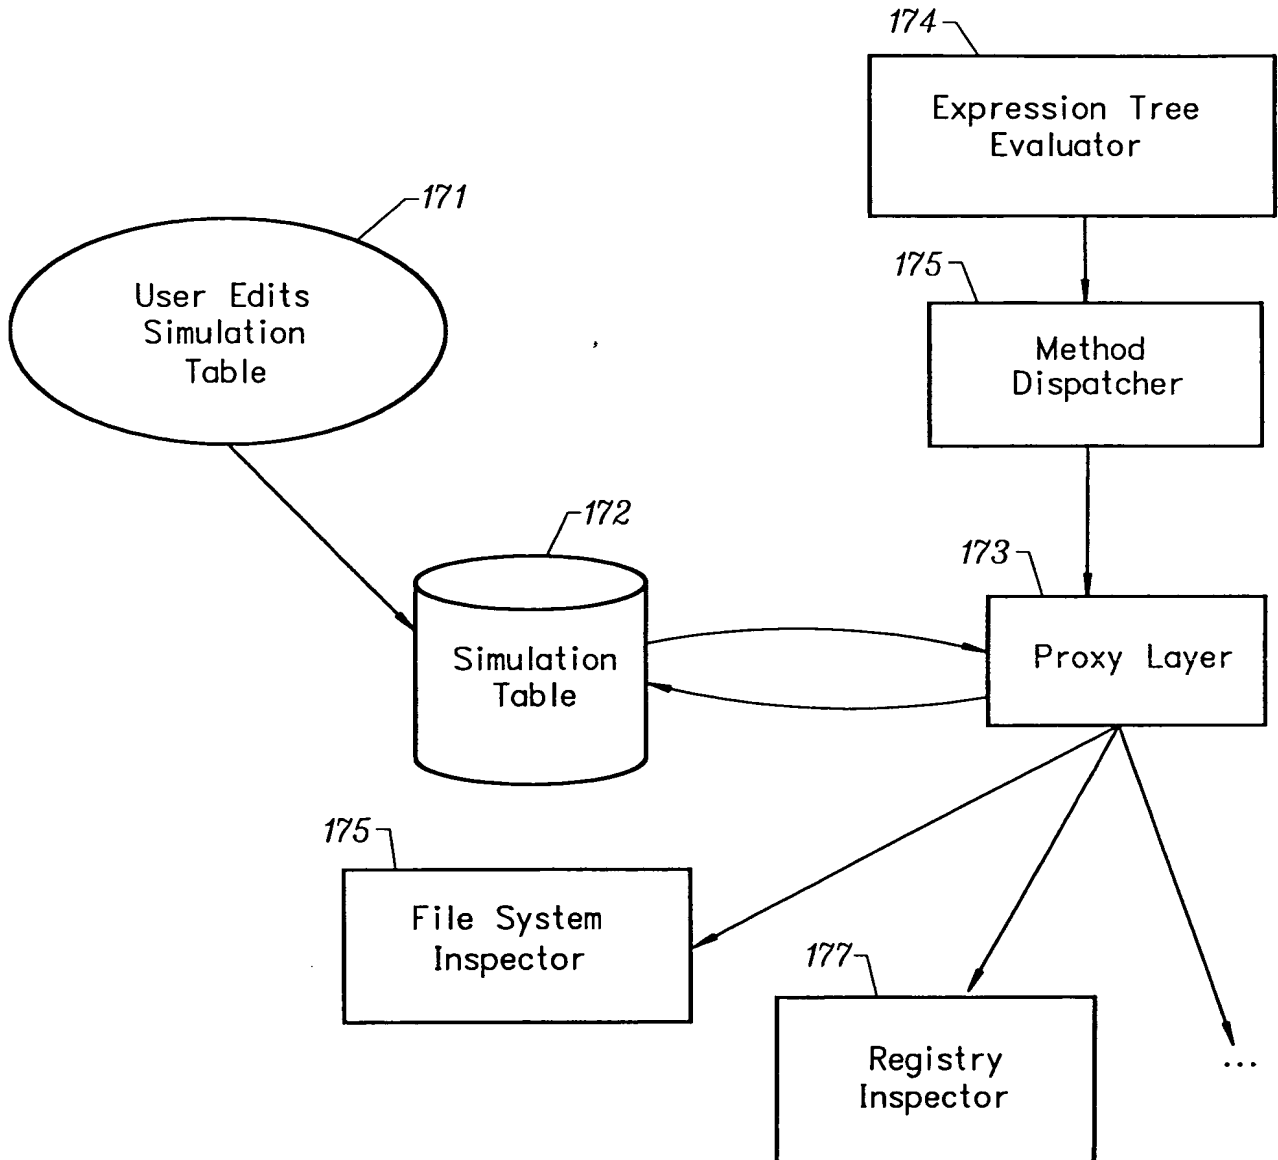 174
Expression Tree
Evaluator
171
User Edits
Simulation
Table
175
Method
Dispatcher
172
Simulation
Table
173
Proxy Layer
175
File System
Inspector
177
Registry
Inspector
...